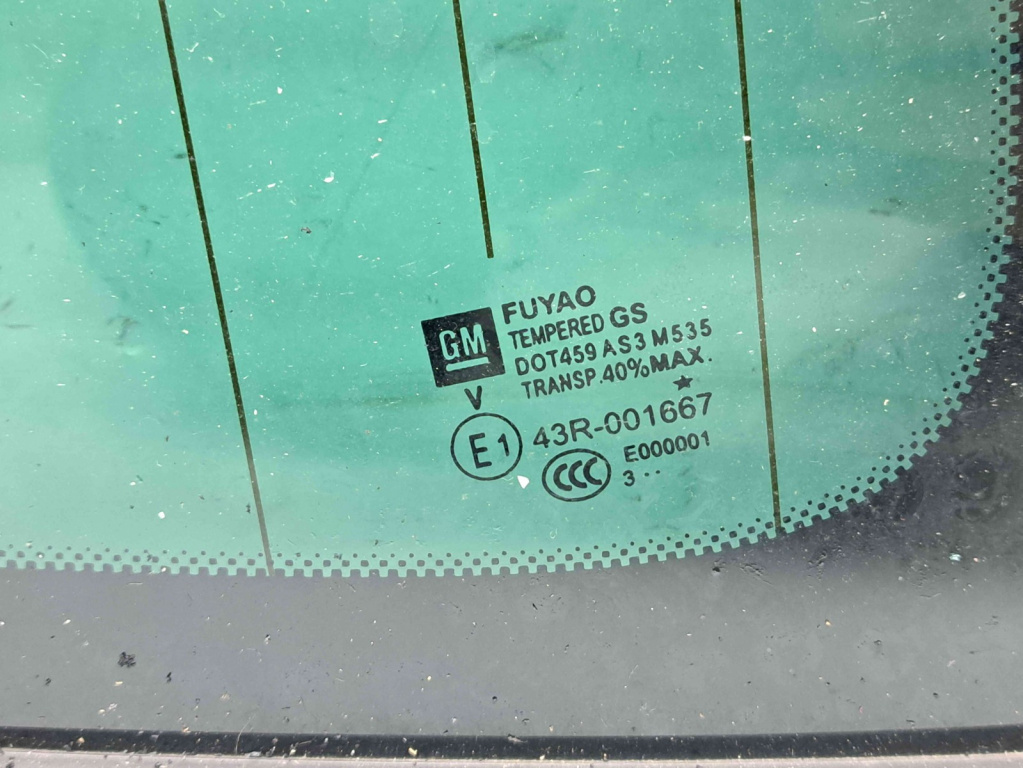 GM
FUYAO
TEMPERED GS
DOT459 AS3 M535
TRANSP.40%MAX.
V
E1
43R-001667
CCC
E000001
3 ··